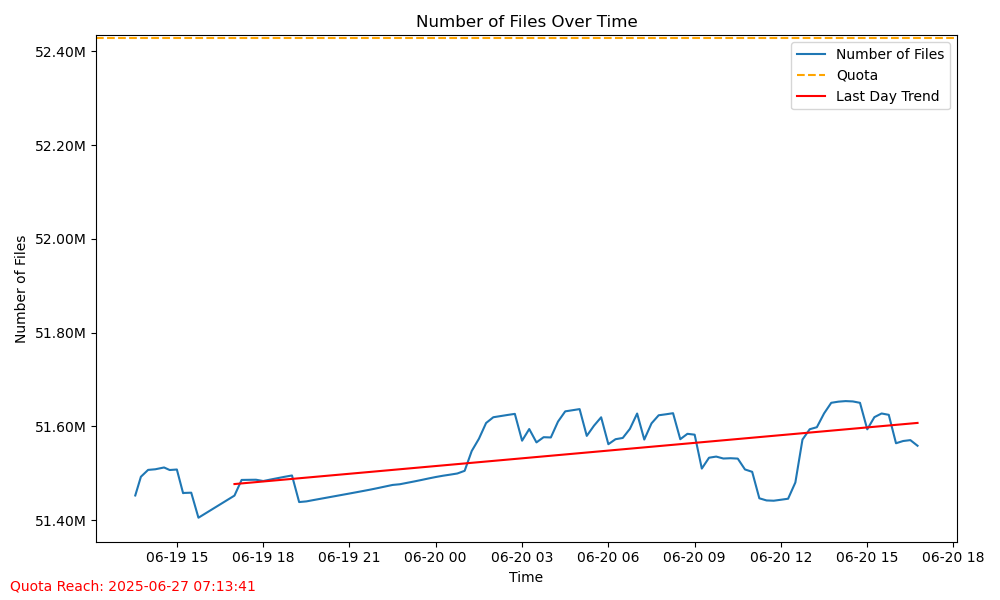 Number of Files Over Time
Number of Files
Quota
Last Day Trend
52.40M
52.20M
52.00M
51.80M
51.60M
51.40M
Number of Files
06-19 15
06-19 18
06-19 21
06-20 00
06-20 03
06-20 06
06-20 09
06-20 12
06-20 15
06-20 18
Time
Quota Reach: 2025-06-27 07:13:41